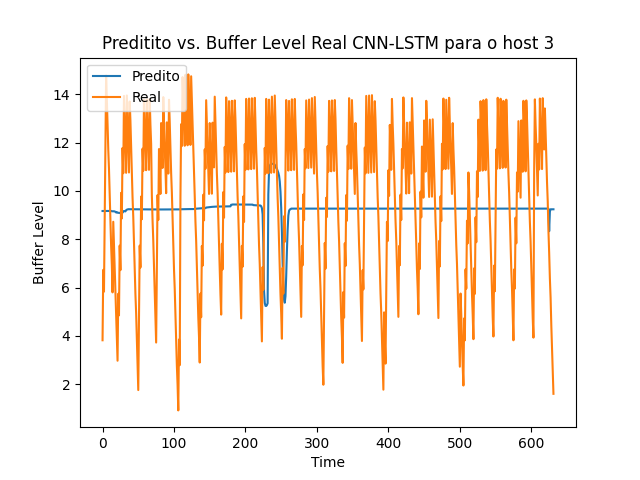 Preditito vs. Buffer Level Real CNN-LSTM para o host 3
Predito
Real
14
12
10
8
6
4
2
Buffer Level
0 100 200 300 400 500 600
Time